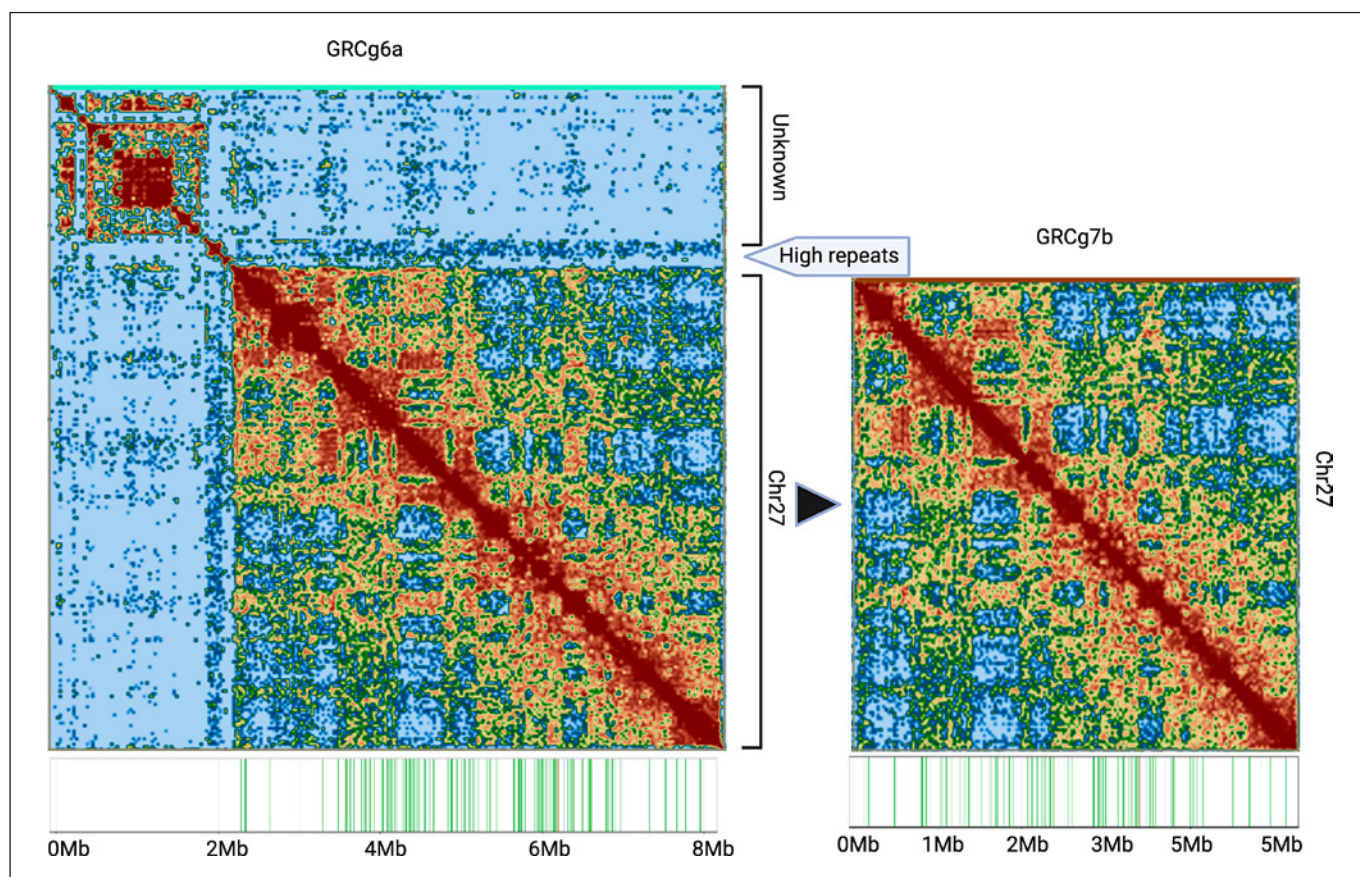 GRCg6a
Unknown
High repeats
GRCg7b
Chr27
Chr27
0Mb 2Mb 4Mb 6Mb 8Mb
0Mb 1Mb 2Mb 3Mb 5Mb 5Mb